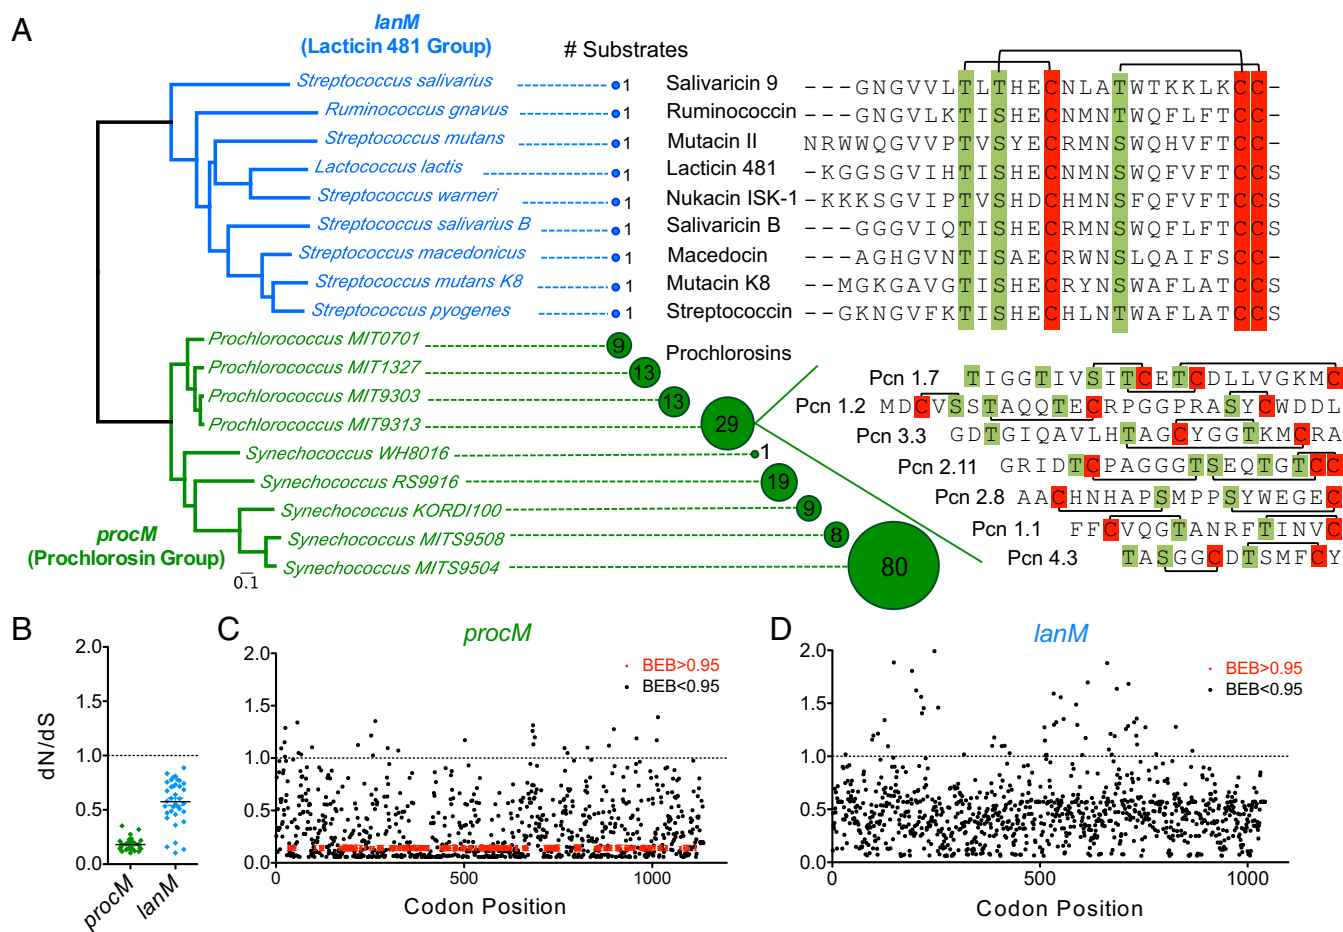 A
lanM
(Lacticin 481 Group)
# Substrates
Streptococcus salivarius 1 Salivaricin 9 ---GNGVVLTLTHECNLATWTKKLKCC-
Ruminococcus gnavus 1 Ruminococcin ---GNGVLKTISHECNMNTWQFLFTCC-
Streptococcus mutans 1 Mutacin II NRWWQGVVPTVSYECRMNSWQHVFTCC-
Lactococcus lactis 1 Lacticin 481 -KGGSGVIHTISHECNMNSWQFVFTCCS
Streptococcus warneri 1 Nukacin ISK-1 -KKKSGVIPTVSHDCHMNSFQFVFTCCS
Streptococcus salivarius B 1 Salivaricin B --GGGVIQTISHECRMNSWQFLFTCCS
Streptococcus macedonicus 1 Macedocin --AGHGVNTISAECRWNSLQAIFSCC-
Streptococcus mutans K8 1 Mutacin K8 --MGKGAVGTISHECRYNSWAFLATCCS
Streptococcus pyogenes 1 Streptococcin --GKNGVFKTISHECHLNTWAFLATCCS
Prochlorococcus MIT0701 9 Prochlorosins
Prochlorococcus MIT1327 13
Prochlorococcus MIT9303 13
Prochlorococcus MIT9313 29
Synechococcus WH8016 1
Synechococcus RS9916 19
Synechococcus KORDI100 9
Synechococcus MITS9508 8
Synechococcus MITS9504 80
procM
(Prochlorosin Group)
0.1
Pcn 1.7 TIGGTIVSITCETCDLLVGKMC
Pcn 1.2 MDCVSSTAQQTECRPGGPRASYCWDDL
Pcn 3.3 GDTGIQAVLHTAGCYGGTKMCRA
Pcn 2.11 GRIDTCPAGGGTSEQTGTCC
Pcn 2.8 AACHNHAPSMPPSYWEGEC
Pcn 1.1 FFCVQGTANRFTINVC
Pcn 4.3 TASGGCDTSMFCY
B
dN/dS
2.0
1.5
1.0
0.5
0.0
procM
lanM
C
procM
BEB>0.95
BEB<0.95
2.0
1.5
1.0
0.5
0.0
0 500 1000
Codon Position
D
lanM
BEB>0.95
BEB<0.95
2.0
1.5
1.0
0.5
0.0
0 500 1000
Codon Position